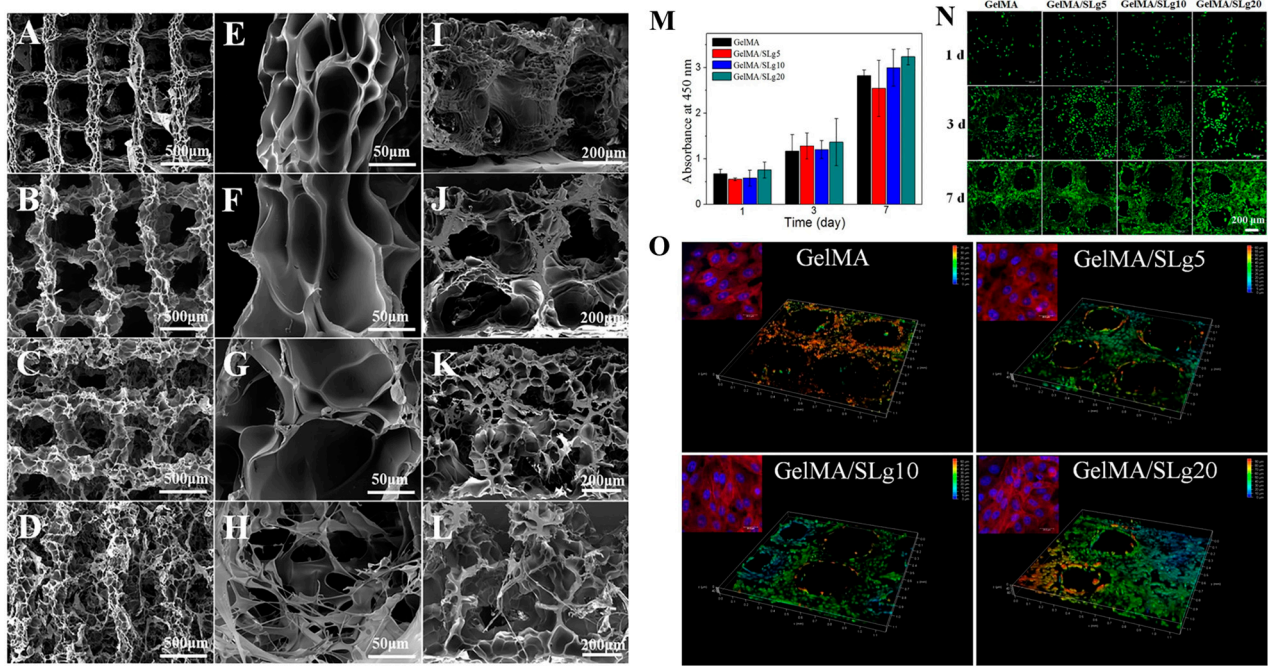 A
500μm
E
50μm
I
200μm
B
500μm
F
50μm
J
200μm
C
500μm
G
50μm
K
200μm
D
500μm
H
50μm
L
200μm
M
GelMA
GelMA/SLg5
GelMA/SLg10
GelMA/SLg20
Absorbance at 450 nm
3
2
1
0
1
3
7
Time (day)
N
GelMA
GelMA/SLg5
GelMA/SLg10
GelMA/SLg20
1 d
3 d
7 d
200 μm
O
GelMA
GelMA/SLg5
GelMA/SLg10
GelMA/SLg20